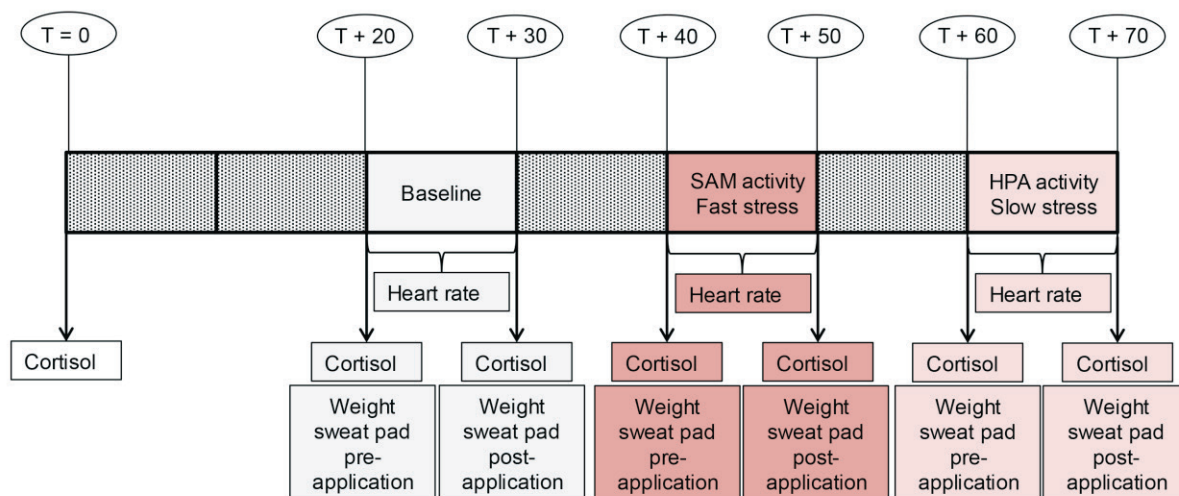 T = 0
T + 20
T + 30
T + 40
T + 50
T + 60
T + 70
Baseline
SAM activity
Fast stress
HPA activity
Slow stress
Heart rate
Heart rate
Heart rate
Cortisol
Cortisol
Cortisol
Cortisol
Cortisol
Cortisol
Cortisol
Weight
sweat pad
pre-
application
Weight
sweat pad
post-
application
Weight
sweat pad
pre-
application
Weight
sweat pad
post-
application
Weight
sweat pad
pre-
application
Weight
sweat pad
post-
application